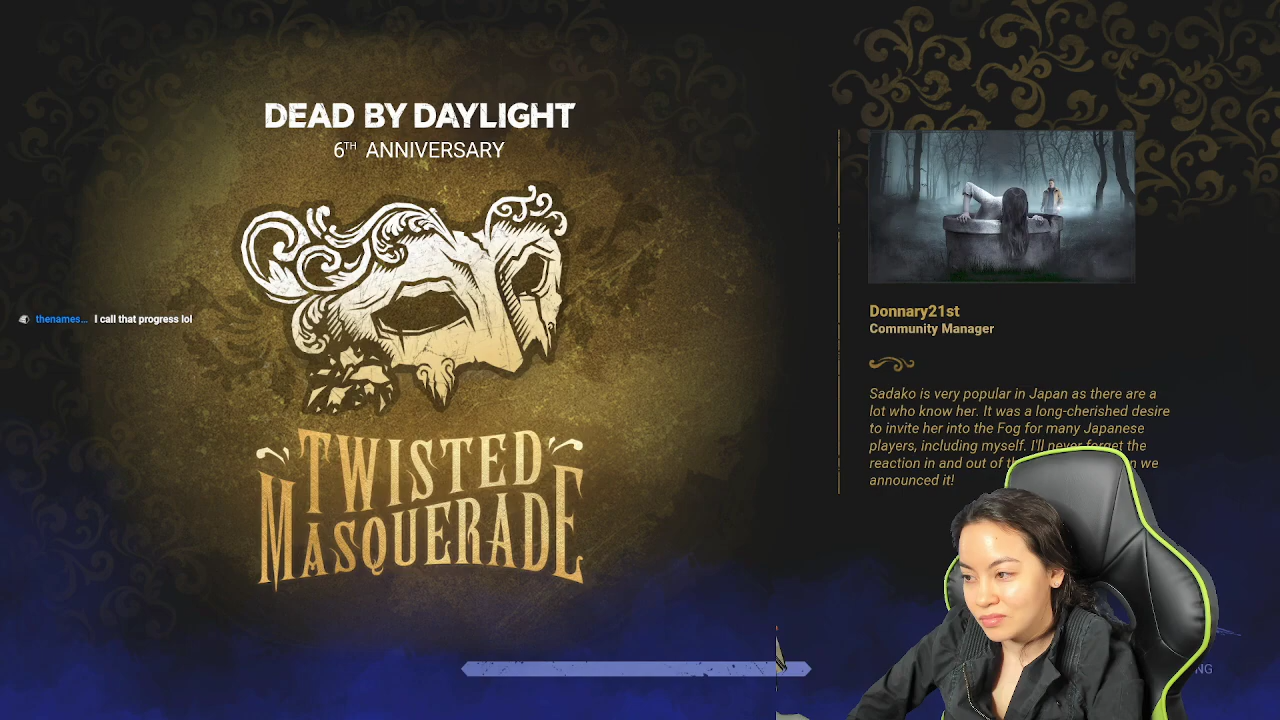 DEAD BY DAYLIGHT
6TH ANNIVERSARY
TWISTED
MASQUERADE
thenames... I call that progress lol
Donnary21st
Community Manager
Sadako is very popular in Japan as there are a
lot who know her. It was a long-cherished desire
to invite her into the Fog for many Japanese
players, including myself. I'll never forget the
reaction in and out of we
announced it!
NG